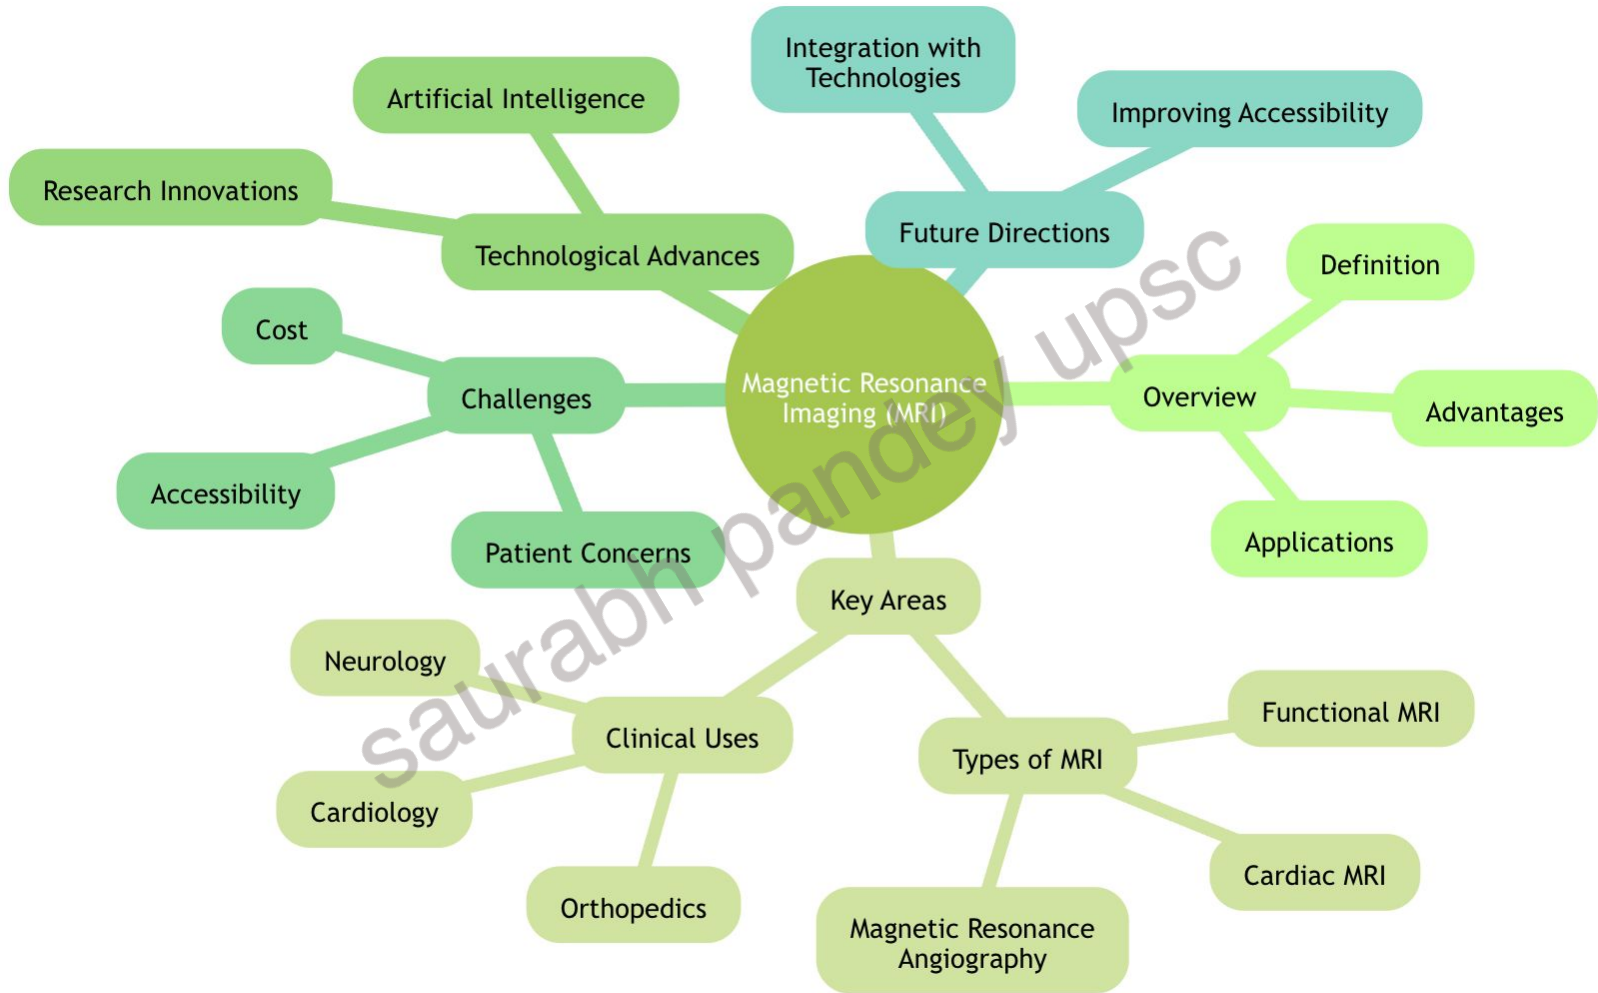 Integration with
Technologies
Artificial Intelligence
Improving Accessibility
Research Innovations
Technological Advances
Future Directions
Definition
Cost
Challenges
Magnetic Resonance
Imaging (MRI)
Overview
Advantages
Accessibility
Patient Concerns
Applications
Key Areas
Neurology
Clinical Uses
Types of MRI
Functional MRI
Cardiology
Cardiac MRI
Orthopedics
Magnetic Resonance
Angiography
saurabh pandey upsc